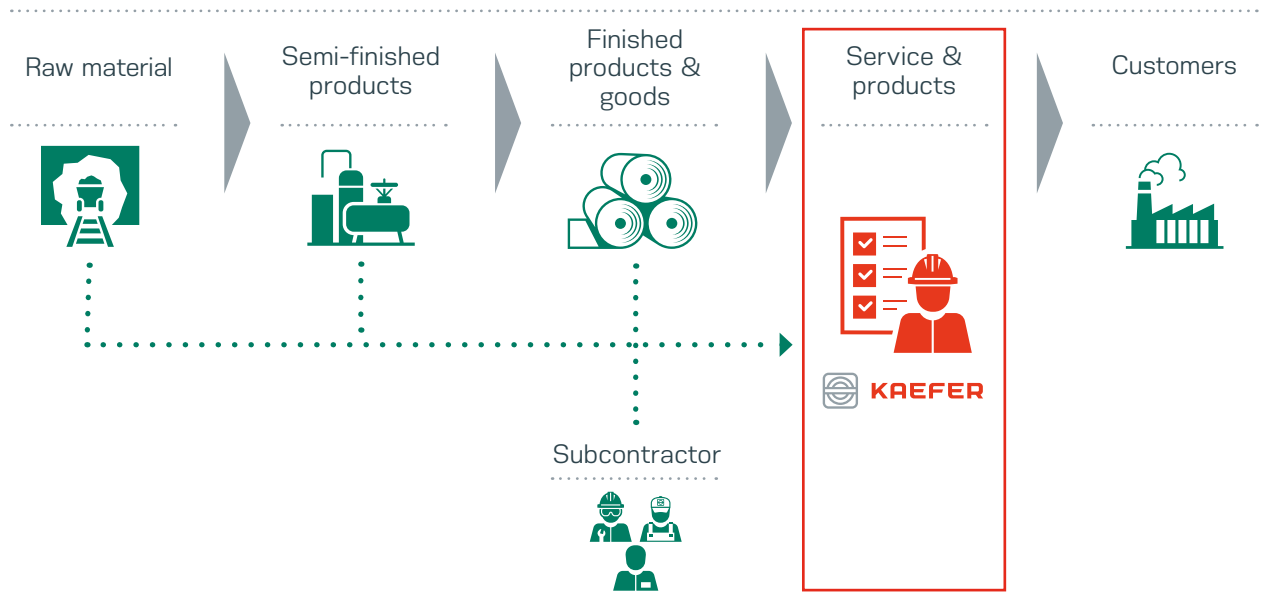 Raw material
Semi-finished
products
Finished
products &
goods
Service &
products
Customers
KAEFER
Subcontractor